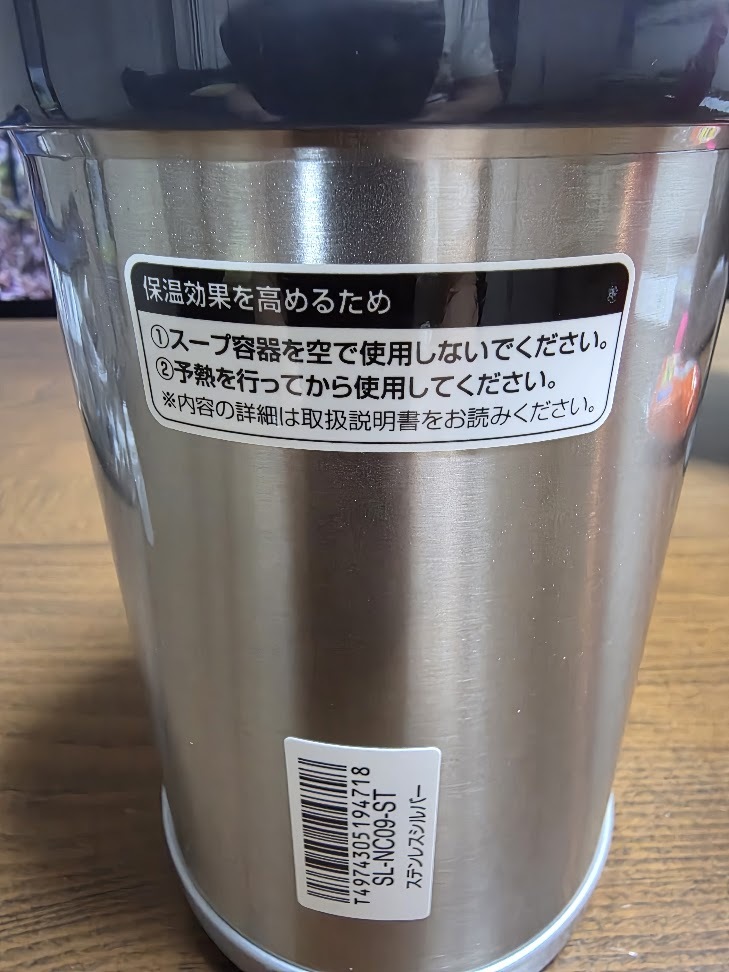 保温効果を高めるため
①スープ容器を空で使用しないでください。
②予熱を行ってから使用してください。
※内容の詳細は取扱説明書をお読みください。
T4974305194718
SL-NC09-ST
ステンレスシルバー